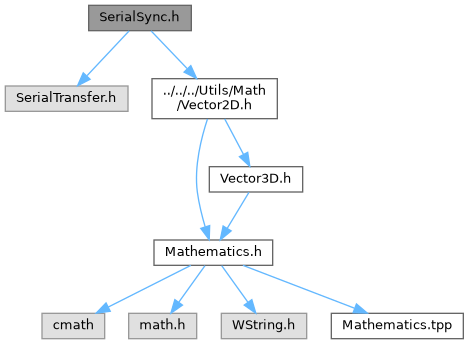 SerialSync.h
SerialTransfer.h
../../../Utils/Math
/Vector2D.h
Vector3D.h
Mathematics.h
cmath
math.h
WString.h
Mathematics.tpp